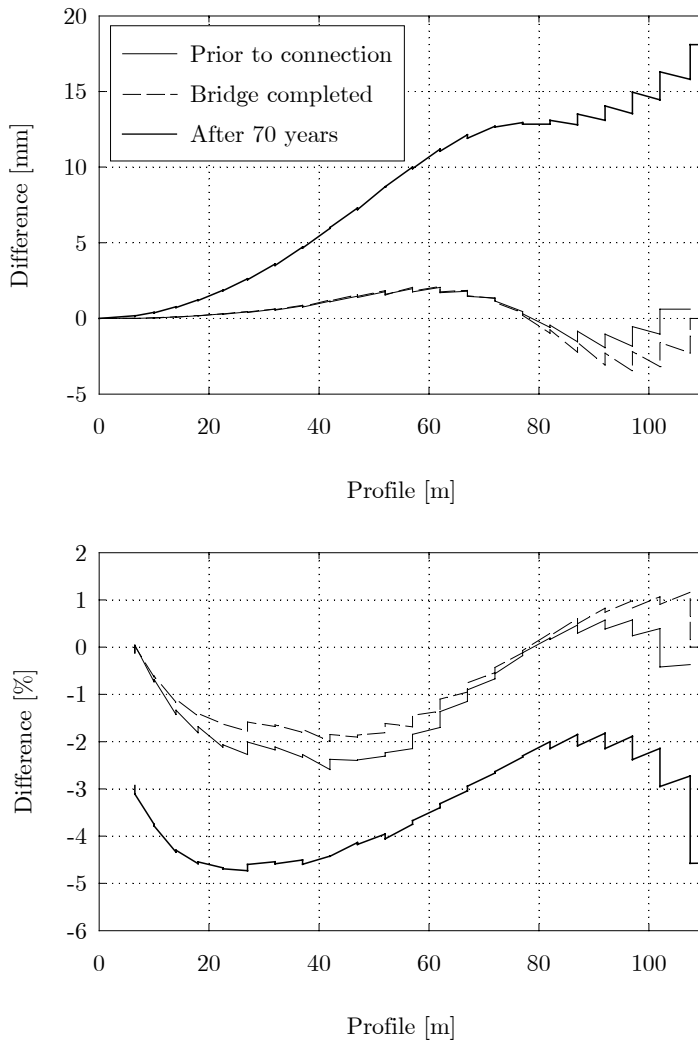 20
15
10
5
0
-5
Difference [mm]
Prior to connection
Bridge completed
After 70 years
0 20 40 60 80 100
Profile [m]
2
1
0
-1
-2
-3
-4
-5
-6
Difference [%]
0 20 40 60 80 100
Profile [m]